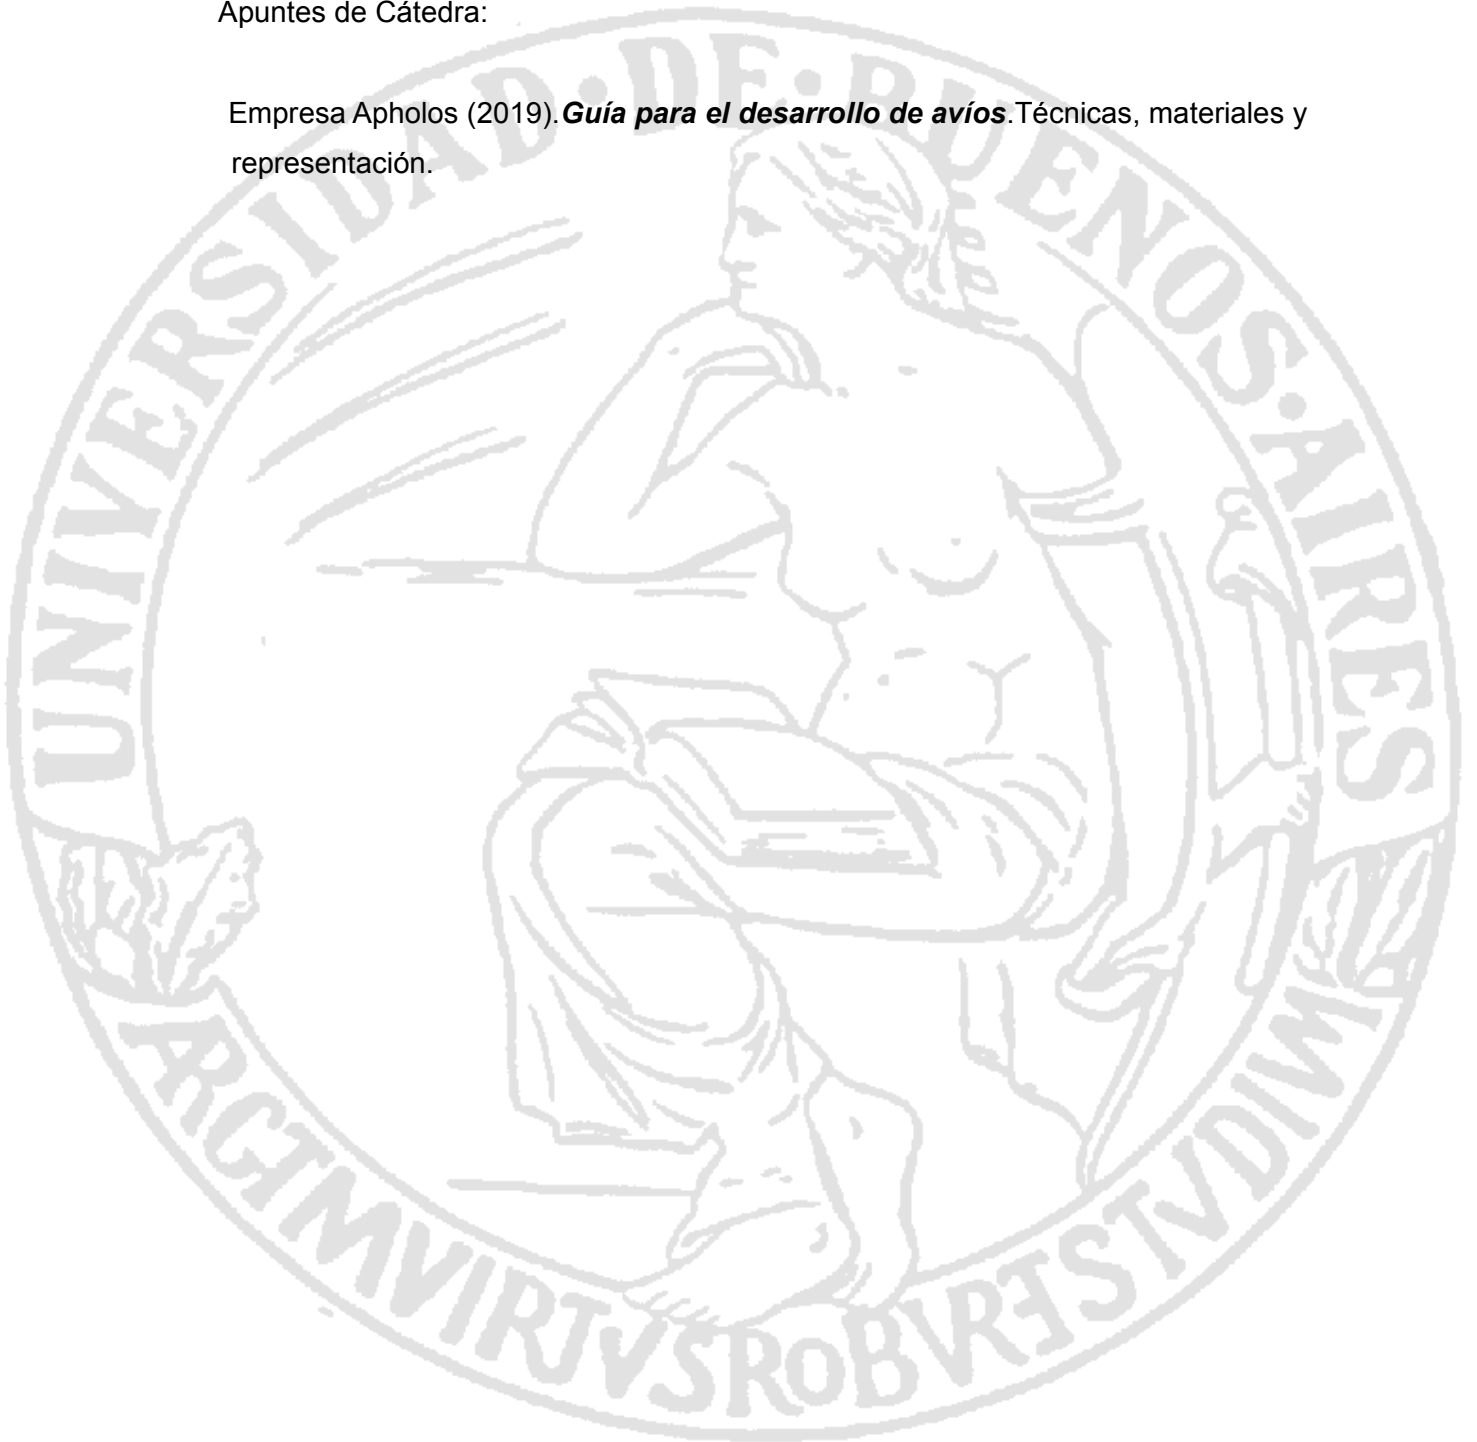 Apuntes de Cátedra:
Empresa Apholos (2019).Guía para el desarrollo de avíos.Técnicas, materiales y
representación.
UNIVERSIDAD·DE·BUENOS·AIRES
ARGTMVIRTVSROBVRESTVDIVM